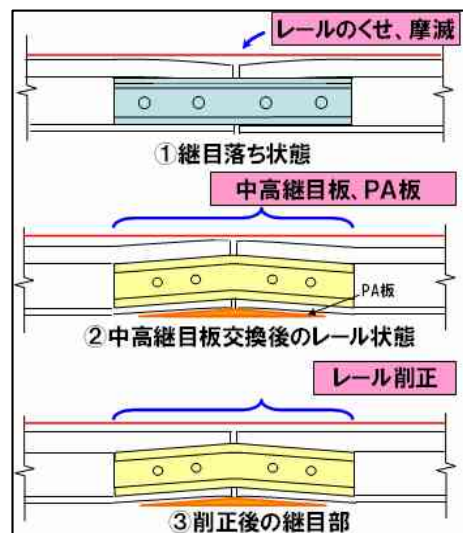 レールのくせ、摩滅
①継目落ち状態
中高継目板、PA板
PA板
②中高継目板交換後のレール状態
レール削正
③削正後の継目部